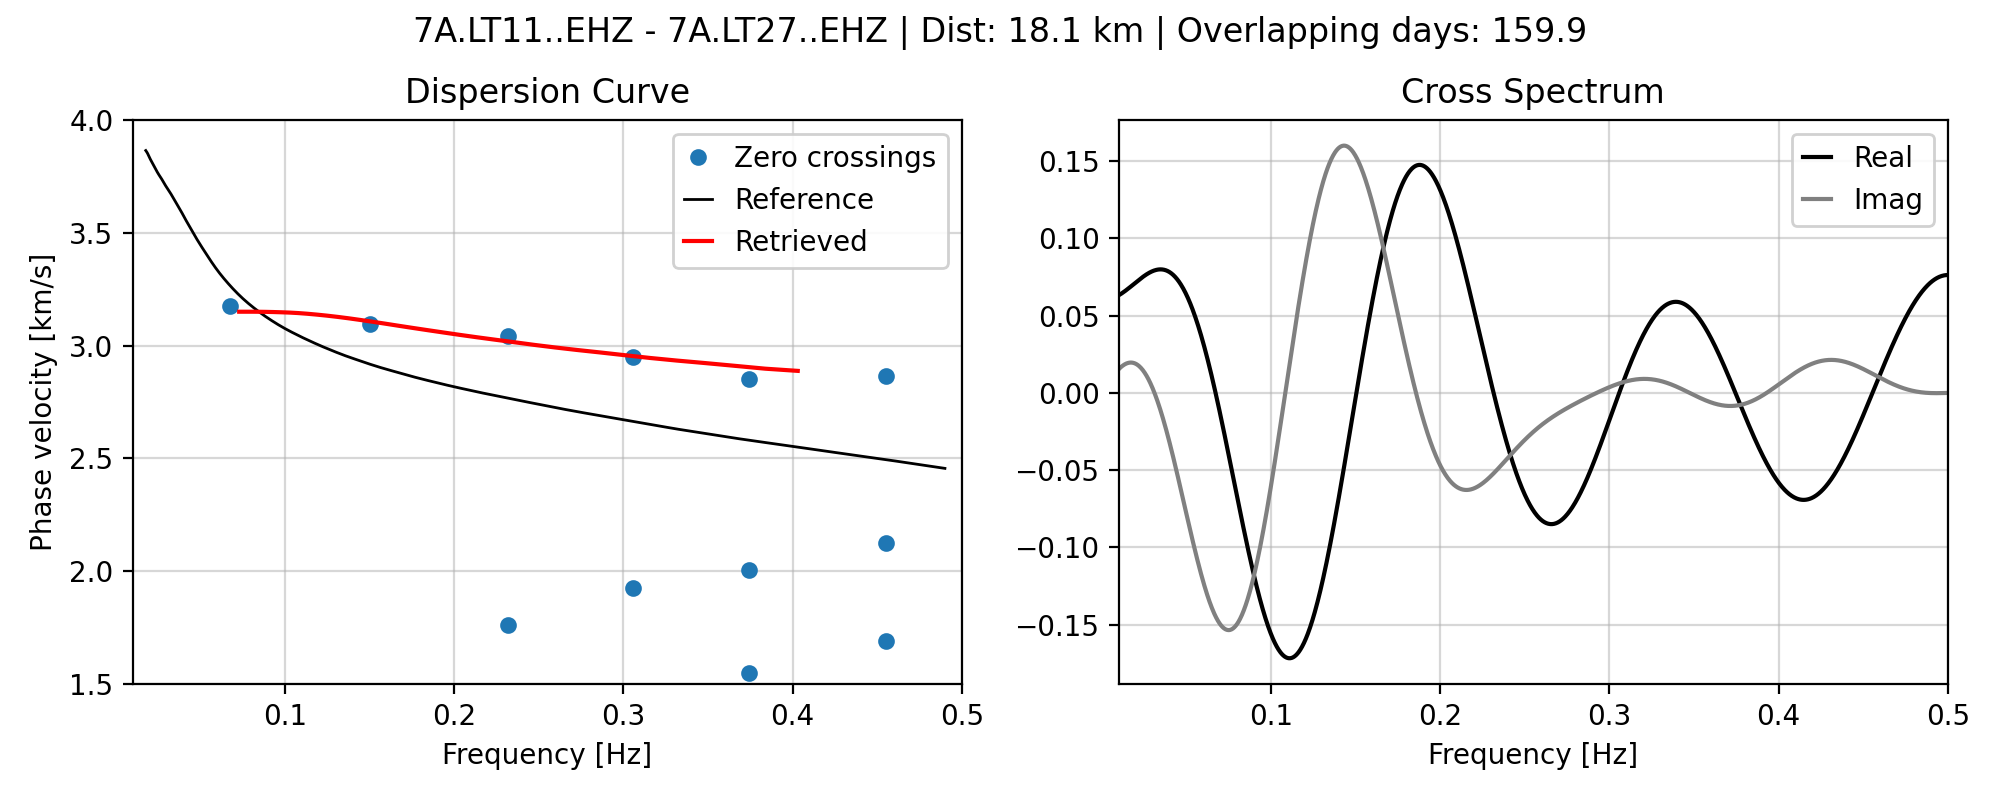 7A.LT11..EHZ - 7A.LT27..EHZ | Dist: 18.1 km | Overlapping days: 159.9
Dispersion Curve
Phase velocity [km/s]
4.0
3.5
3.0
2.5
2.0
1.5
0.1
0.2
0.3
0.4
0.5
Frequency [Hz]
Zero crossings
Reference
Retrieved
Cross Spectrum
0.15
0.10
0.05
0.00
−0.05
−0.10
−0.15
0.1
0.2
0.3
0.4
0.5
Frequency [Hz]
Real
Imag